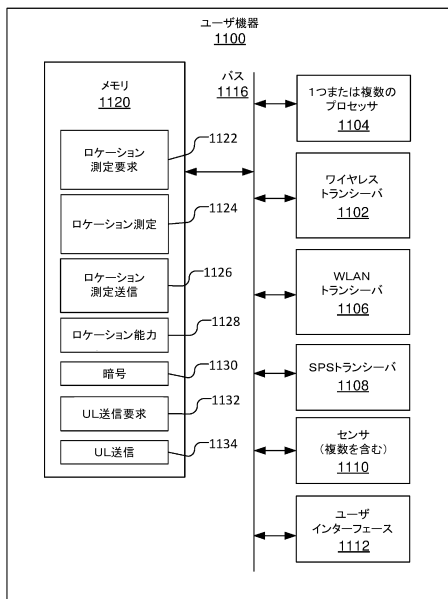 ユーザ機器
1100
メモリ
1120
ロケーション
測定要求
1122
ロケーション測定
1124
ロケーション
測定送信
1126
ロケーション能力
1128
暗号
1130
UL送信要求
1132
UL送信
1134
バス
1116
1つまたは複数の
プロセッサ
1104
ワイヤレス
トランシーバ
1102
WLAN
トランシーバ
1106
SPSトランシーバ
1108
センサ
(複数を含む)
1110
ユーザ
インターフェース
1112